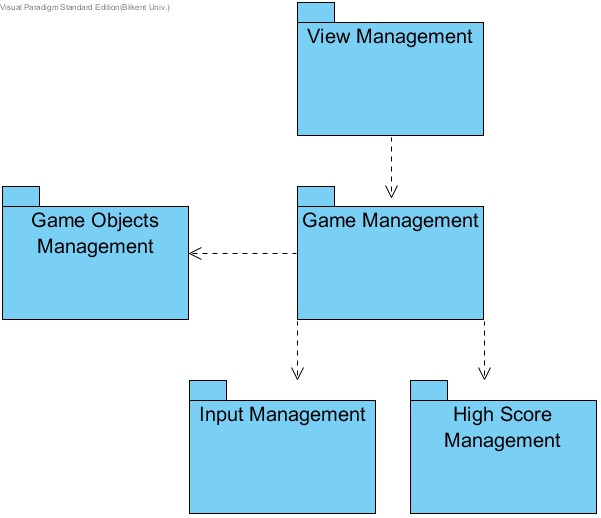 Visual Paradigm Standard Edition(Bilkent Univ.)
View Management
Game Objects
Management
Game Management
Input Management
High Score
Management